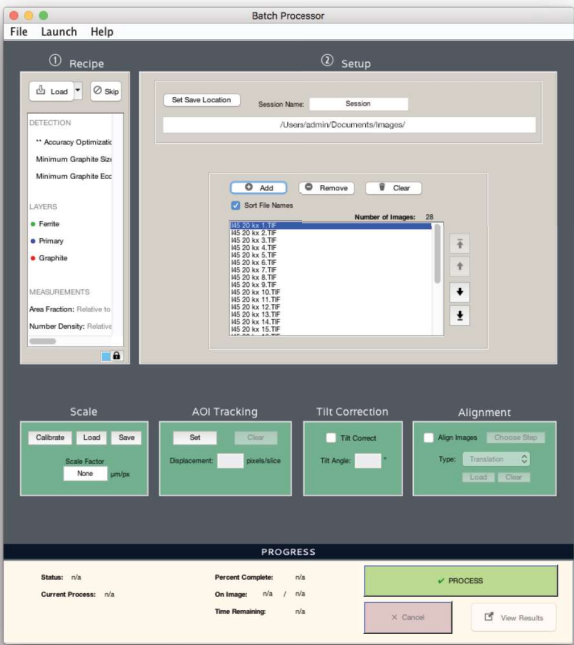 Batch Processor
File Launch Help
① Recipe
② Setup
Load
Skip
DETECTION
** Accuracy Optimizatic
Minimum Graphite Siz
Minimum Graphite Ecc
LAYERS
Ferrite
Primary
Graphite
MEASUREMENTS
Area Fraction: Relative to
Number Density: Relative
Set Save Location
Session Name: Session
/Users/admin/Documents/Images/
Add
Remove
Clear
Sort File Names
Number of Images: 28
I45 20 kx 1.TIF
I45 20 kx 2.TIF
I45 20 kx 3.TIF
I45 20 kx 4.TIF
I45 20 kx 5.TIF
I45 20 kx 6.TIF
I45 20 kx 7.TIF
I45 20 kx 8.TIF
I45 20 kx 9.TIF
I45 20 kx 10.TIF
I45 20 kx 11.TIF
I45 20 kx 12.TIF
I45 20 kx 13.TIF
I45 20 kx 14.TIF
I45 20 kx 15.TIF
Scale
Calibrate Load Save
Scale Factor
None µm/px
AOI Tracking
Set Clear
Displacement: pixels/slice
Tilt Correction
Tilt Correct
Tilt Angle: °
Alignment
Align Images Choose Step
Type: Translation
Load Clear
PROGRESS
Status: n/a
Current Process: n/a
Percent Complete: n/a
On Image: n/a / n/a
Time Remaining: n/a
✔ PROCESS
× Cancel
View Results